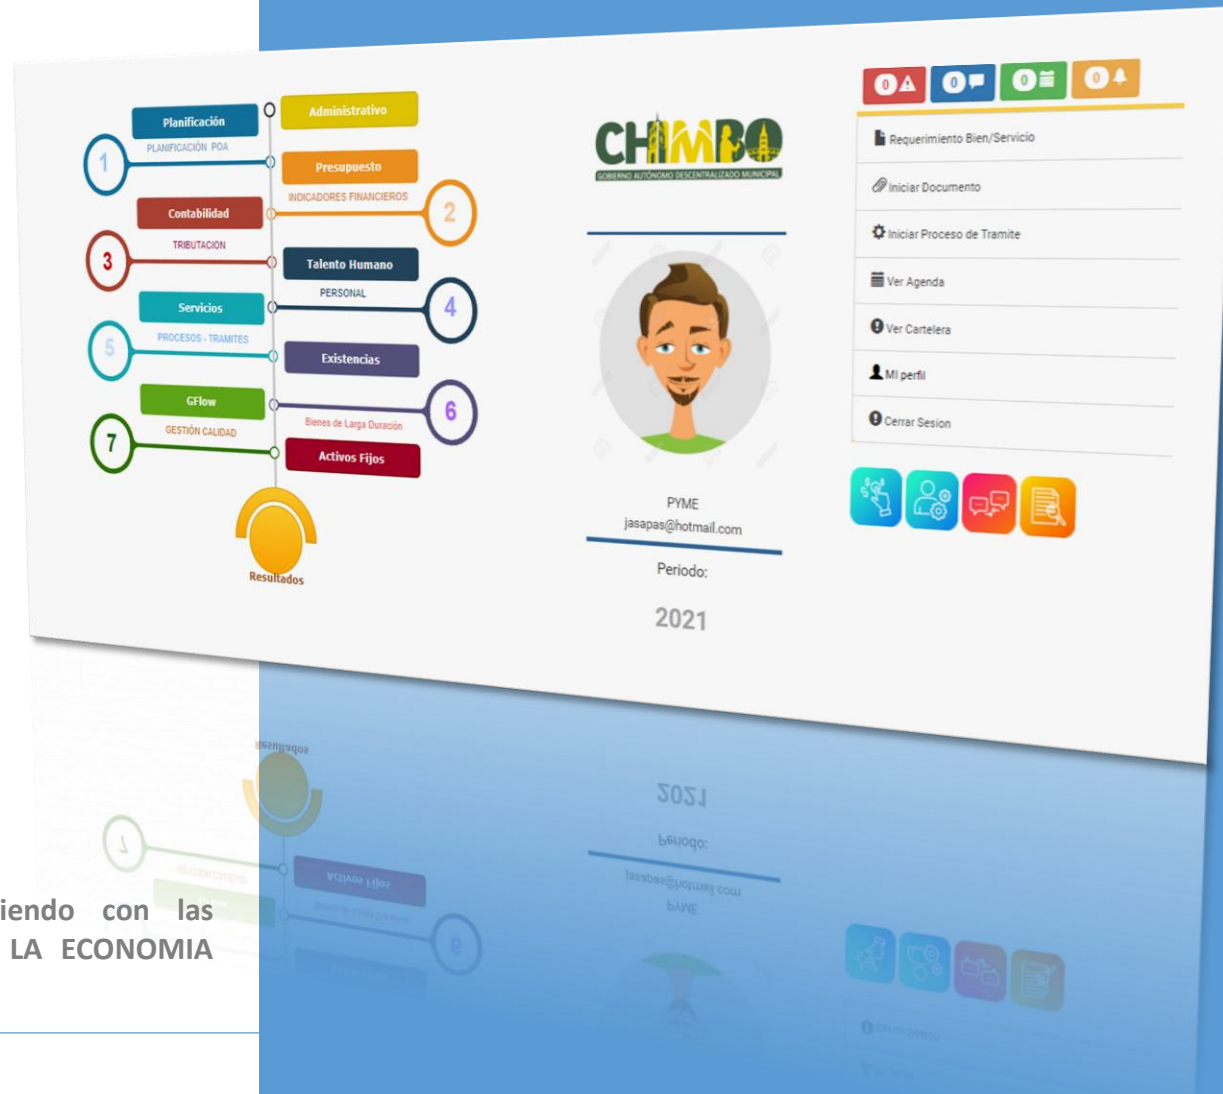 Planificación
PLANIFICACIÓN POA
1
Administrativo
Presupuesto
INDICADORES FINANCIEROS
2
Contabilidad
TRIBUTACION
3
Talento Humano
PERSONAL
4
Servicios
PROCESOS - TRAMITES
5
Existencias
6
Bienes de Larga Duración
GFlow
GESTIÓN CALIDAD
7
Activos Fijos
Resultados
CHIMBO
GOBIERNO AUTÓNOMO DESCENTRALIZADO MUNICIPAL
PYME
jasapas@hotmail.com
Periodo:
2021
0 0 0 0
Requerimiento Bien/Servicio
Iniciar Documento
Iniciar Proceso de Tramite
Ver Agenda
Ver Cartelera
MI perfil
Cerrar Sesion
iendo con las
LA ECONOMIA